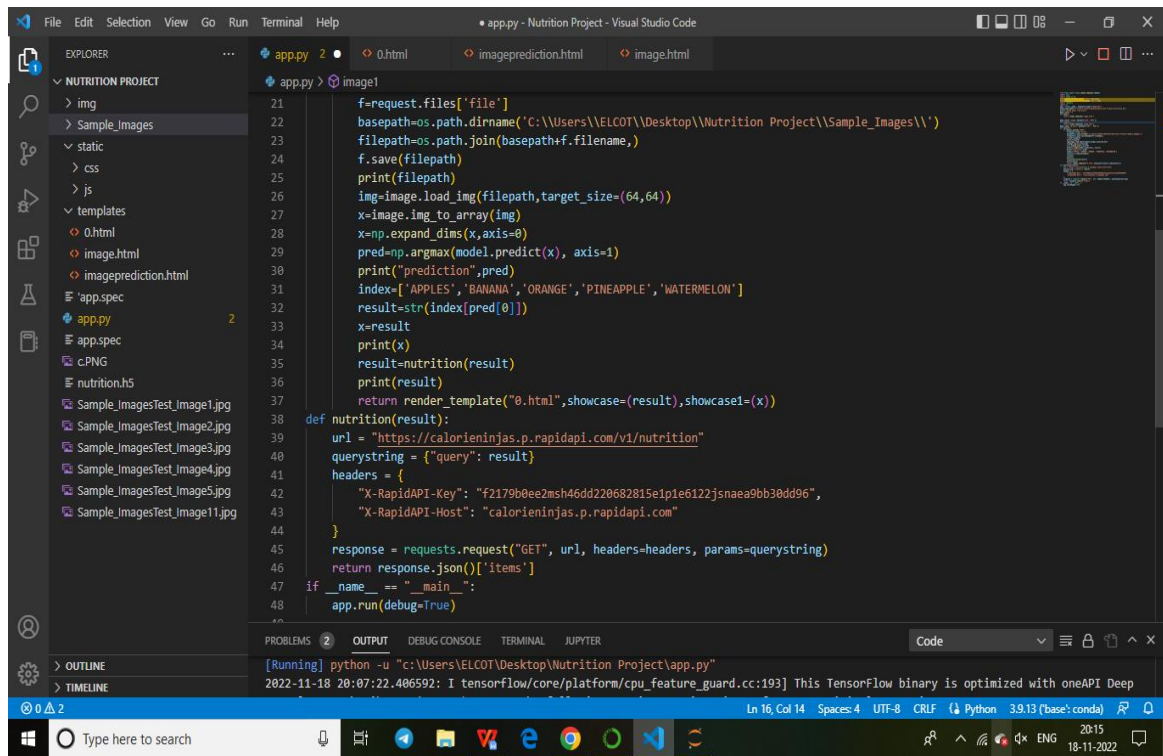 File Edit Selection View Go Run Terminal Help ● app.py - Nutrition Project - Visual Studio Code
EXPLORER
NUTRITION PROJECT
> img
> Sample_Images
static
> css
> js
templates
<> 0.html
<> image.html
<> imageprediction.html
'app.spec
app.py 2
app.spec
c.PNG
nutrition.h5
Sample_ImagesTest_Image1.jpg
Sample_ImagesTest_Image2.jpg
Sample_ImagesTest_Image3.jpg
Sample_ImagesTest_Image4.jpg
Sample_ImagesTest_Image5.jpg
Sample_ImagesTest_Image11.jpg
> OUTLINE
> TIMELINE
app.py 2 ● <> 0.html <> imageprediction.html <> image.html
app.py > image1
21 f=request.files['file']
22 basepath=os.path.dirname('C:\\Users\\ELCOT\\Desktop\\Nutrition Project\\Sample_Images\\')
23 filepath=os.path.join(basepath+f.filename,)
24 f.save(filepath)
25 print(filepath)
26 img=image.load_img(filepath,target_size=(64,64))
27 x=image.img_to_array(img)
28 x=np.expand_dims(x,axis=0)
29 pred=np.argmax(model.predict(x), axis=1)
30 print("prediction",pred)
31 index=['APPLES','BANANA','ORANGE','PINEAPPLE','WATERMELON']
32 result=str(index[pred[0]])
33 x=result
34 print(x)
35 result=nutrition(result)
36 print(result)
37 return render_template("0.html",showcase=(result),showcase1=(x))
38 def nutrition(result):
39 url = "https://calorieninjas.p.rapidapi.com/v1/nutrition"
40 querystring = {"query": result}
41 headers = {
42 "X-RapidAPI-Key": "f2179b0ee2msh46dd220682815e1p1e6122jsnaea9bb30dd96",
43 "X-RapidAPI-Host": "calorieninjas.p.rapidapi.com"
44 }
45 response = requests.request("GET", url, headers=headers, params=querystring)
46 return response.json()['items']
47 if __name__ == "__main__":
48 app.run(debug=True)
PROBLEMS 2 OUTPUT DEBUG CONSOLE TERMINAL JUPYTER Code
[Running] python -u "c:\Users\ELCOT\Desktop\Nutrition Project\app.py"
2022-11-18 20:07:22.406592: I tensorflow/core/platform/cpu_feature_guard.cc:193] This TensorFlow binary is optimized with oneAPI Deep
0 2 Ln 16, Col 14 Spaces: 4 UTF-8 CRLF Python 3.9.13 ('base': conda)
Type here to search ENG 20:15
18-11-2022